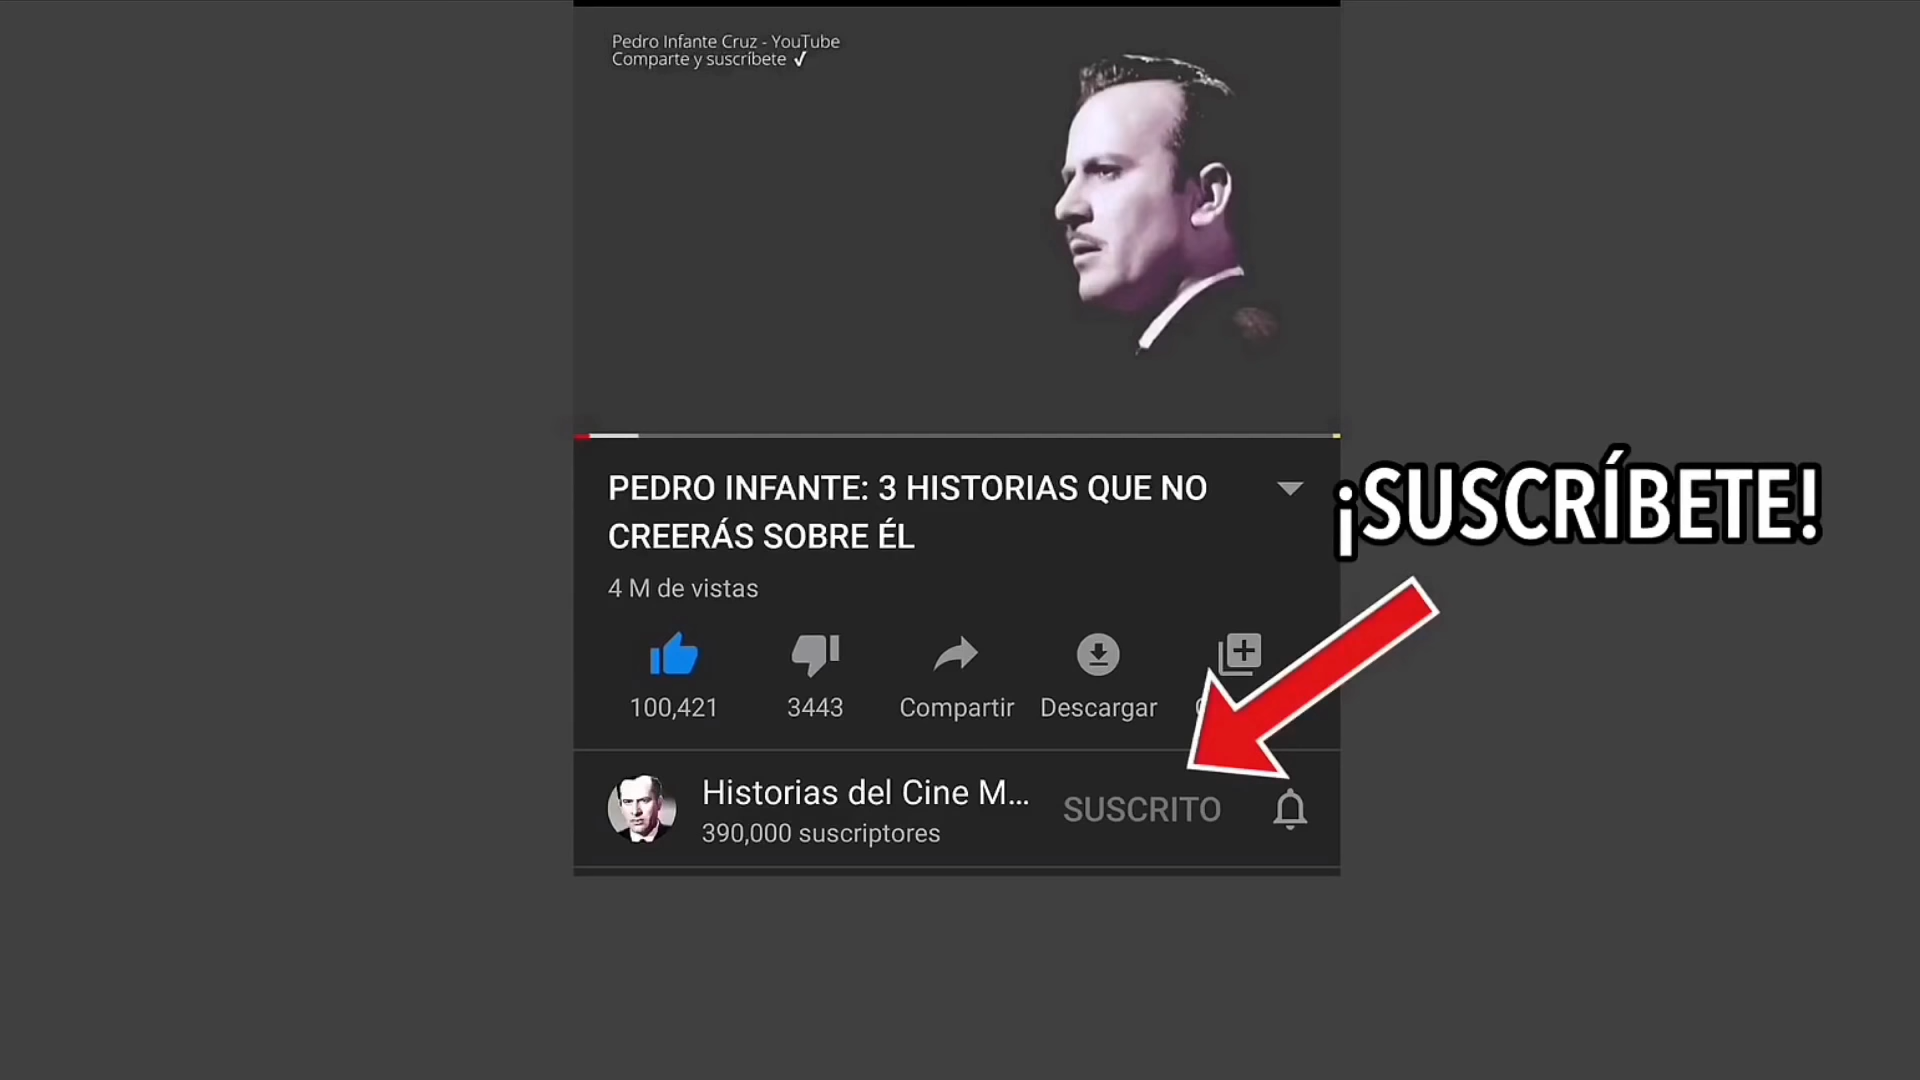 Pedro Infante Cruz - YouTube
Comparte y suscríbete ✓
PEDRO INFANTE: 3 HISTORIAS QUE NO
CREERÁS SOBRE ÉL
¡SUSCRÍBETE!
4 M de vistas
100,421
3443
Compartir
Descargar
Historias del Cine M...
SUSCRITO
390,000 suscriptores